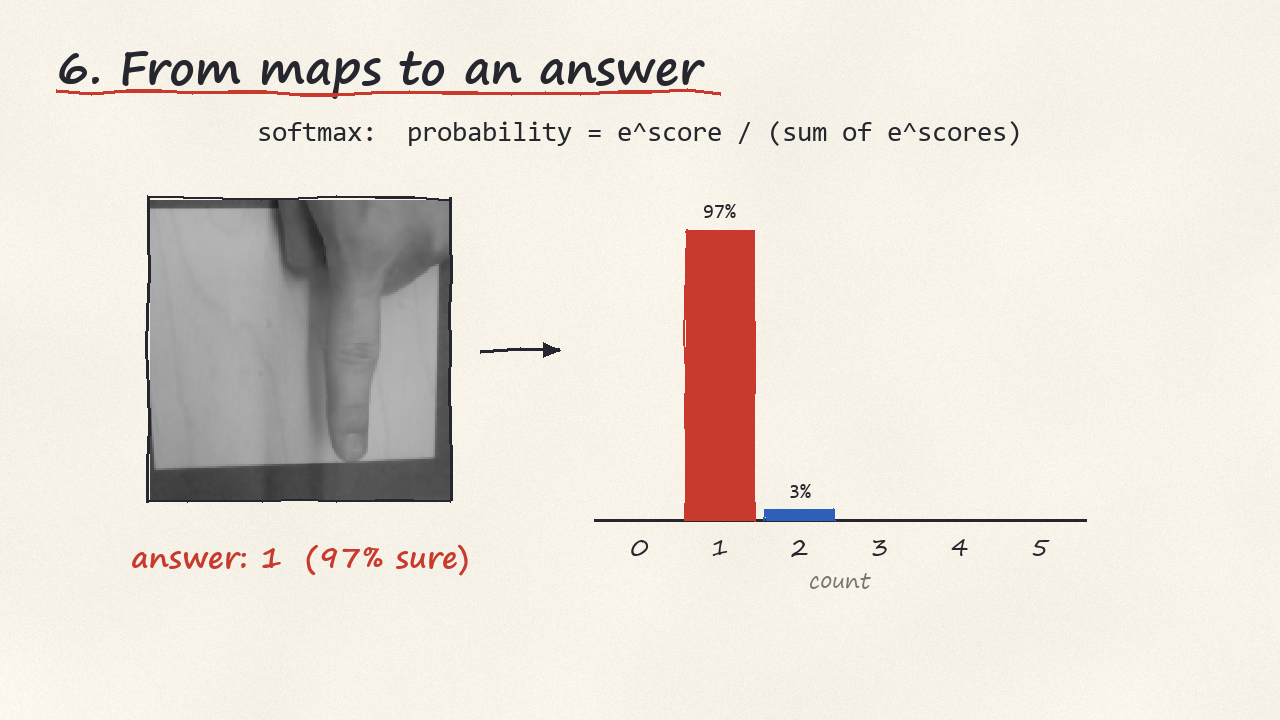 6. From maps to an answer
softmax:  probability = e^score / (sum of e^scores)
97%
3%
0 1 2 3 4 5
count
answer: 1 (97% sure)